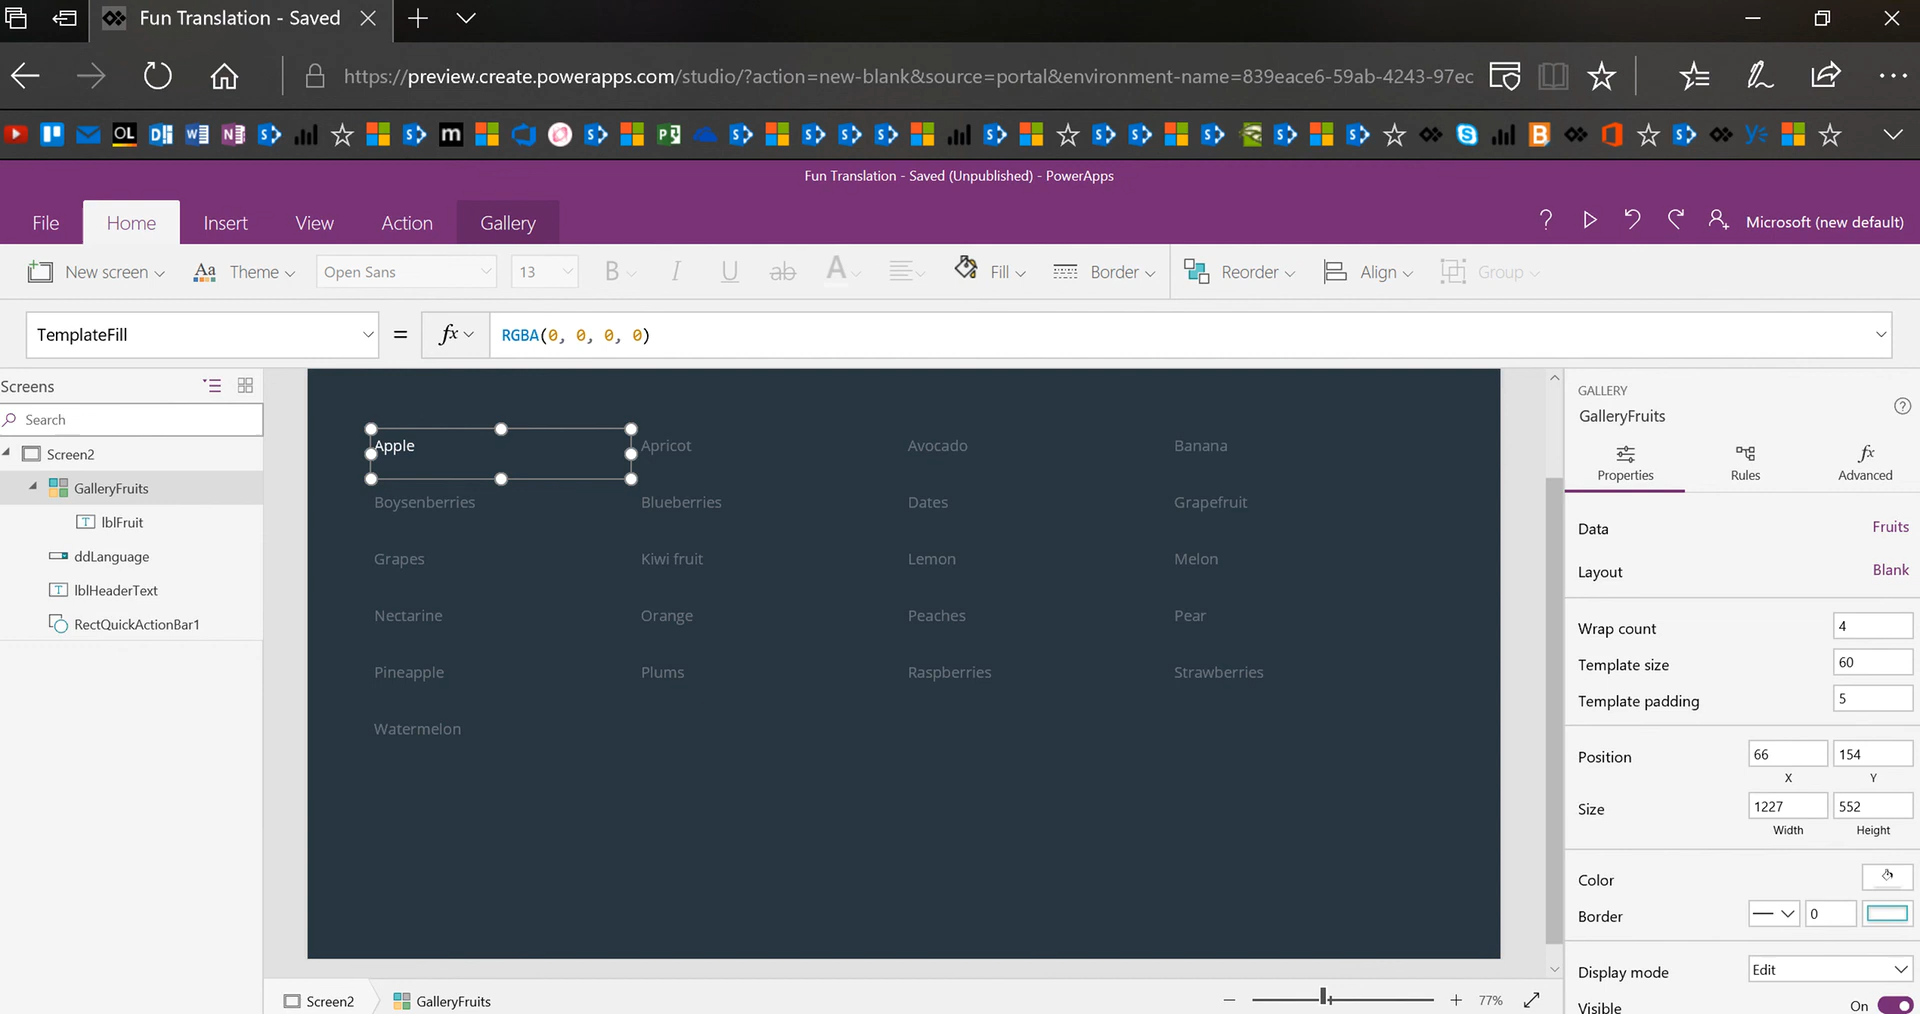 Fun Translation - Saved
https://preview.create.powerapps.com/studio/?action=new-blank&source=portal&environment-name=839eace6-59ab-4243-97ec
OL
m
Fun Translation - Saved (Unpublished) - PowerApps
File Home Insert View Action Gallery
? Microsoft (new default)
New screen Aa Theme Open Sans 13 B I U ab A Fill Border Reorder Align Group
TemplateFill = fx RGBA(0, 0, 0, 0)
Screens
Search
Screen2
GalleryFruits
lblFruit
ddLanguage
lblHeaderText
RectQuickActionBar1
Apple Apricot Avocado Banana
Boysenberries Blueberries Dates Grapefruit
Grapes Kiwi fruit Lemon Melon
Nectarine Orange Peaches Pear
Pineapple Plums Raspberries Strawberries
Watermelon
GALLERY
GalleryFruits
?
Properties Rules Advanced
Data Fruits
Layout Blank
Wrap count 4
Template size 60
Template padding 5
Position 66 154
X Y
Size 1227 552
Width Height
Color
Border 0
Display mode Edit
Visible On
Screen2 GalleryFruits
77%